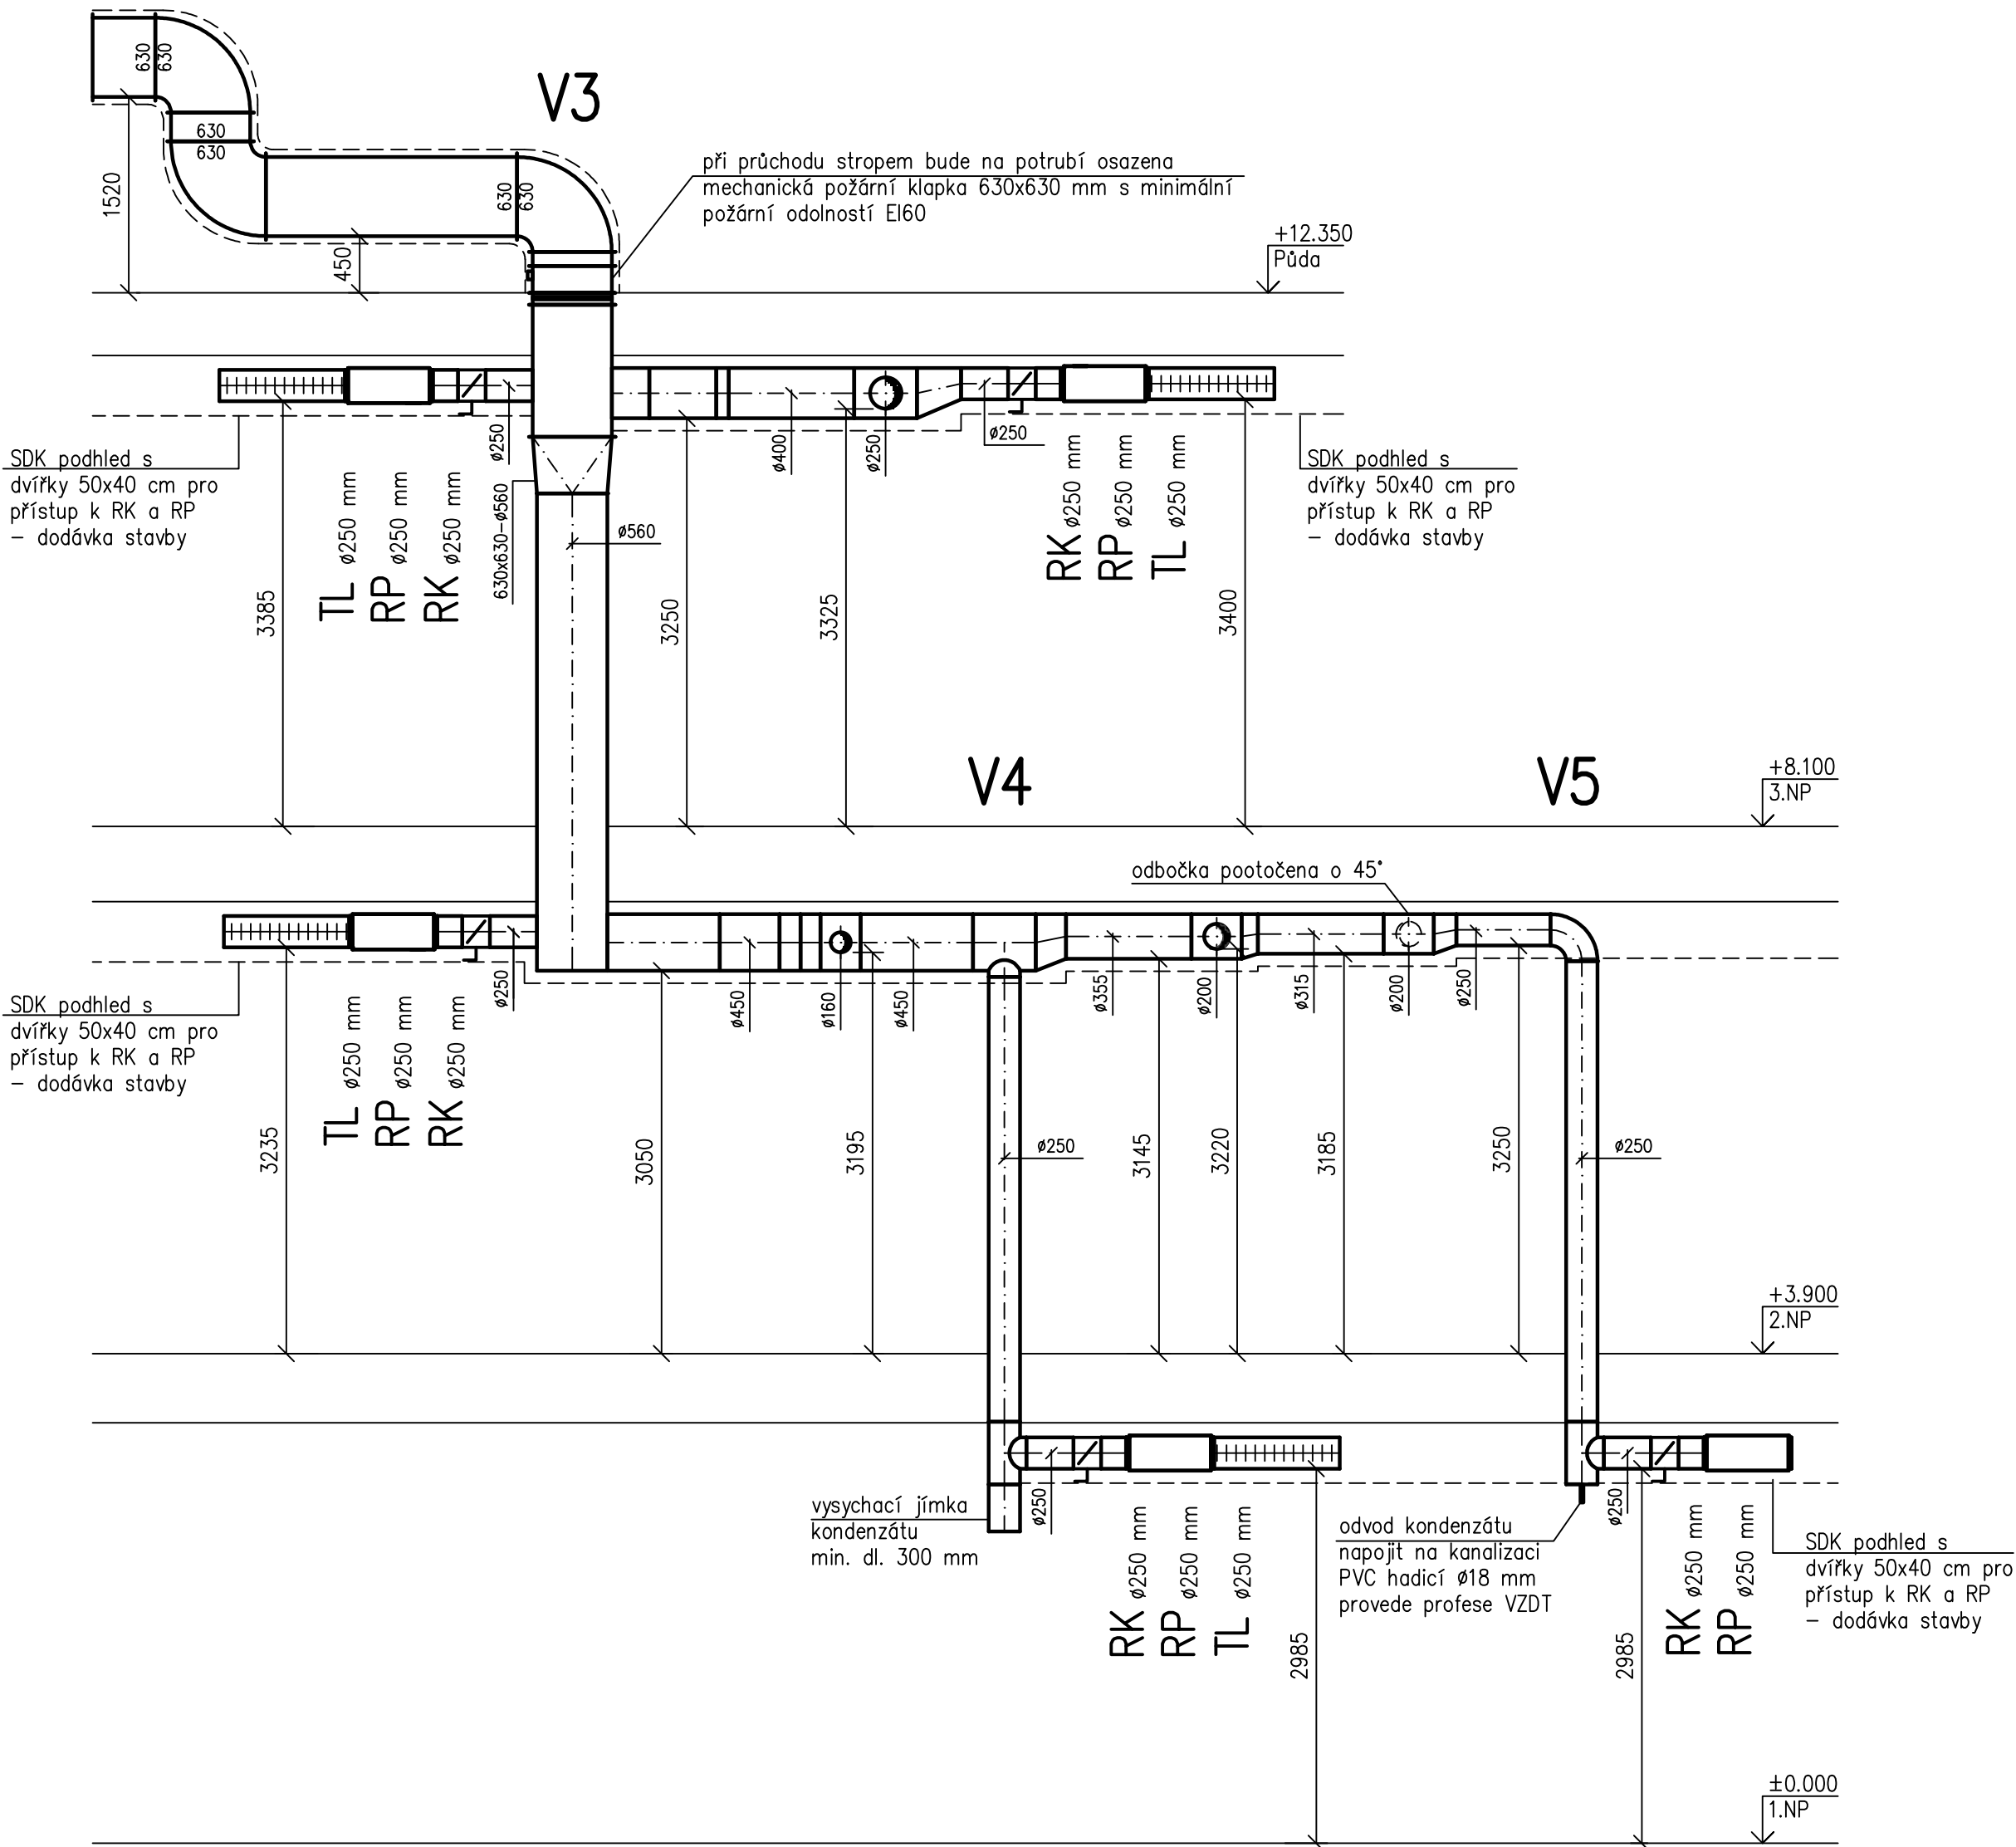 630
630
V3
630
630
1520
630
630
při průchodu stropem bude na potrubí osazena
mechanická požární klapka 630x630 mm s minimální
požární odolností EI60
450
+12.350
Půda
SDK podhled s
dvířky 50x40 cm pro
přístup k RK a RP
– dodávka stavby
ø250
ø400
ø250
ø250
SDK podhled s
dvířky 50x40 cm pro
přístup k RK a RP
– dodávka stavby
TL ø250 mm
RP ø250 mm
RK ø250 mm
630x630-ø560
ø560
RK ø250 mm
RP ø250 mm
TL ø250 mm
3385
3250
3325
3400
V4
V5
+8.100
3.NP
odbočka pootočena o 45°
SDK podhled s
dvířky 50x40 cm pro
přístup k RK a RP
– dodávka stavby
ø250
ø450
ø160
ø450
ø355
ø200
ø315
ø200
ø250
TL ø250 mm
RP ø250 mm
RK ø250 mm
3235
3050
3195
ø250
3145
3220
3185
3250
ø250
+3.900
2.NP
vysychací jímka
kondenzátu
min. dl. 300 mm
ø250
RK ø250 mm
RP ø250 mm
TL ø250 mm
2985
odvod kondenzátu
napojit na kanalizaci
PVC hadicí Ø18 mm
provede profese VZDT
ø250
2985
RK ø250 mm
RP ø250 mm
SDK podhled s
dvířky 50x40 cm pro
přístup k RK a RP
– dodávka stavby
±0.000
1.NP